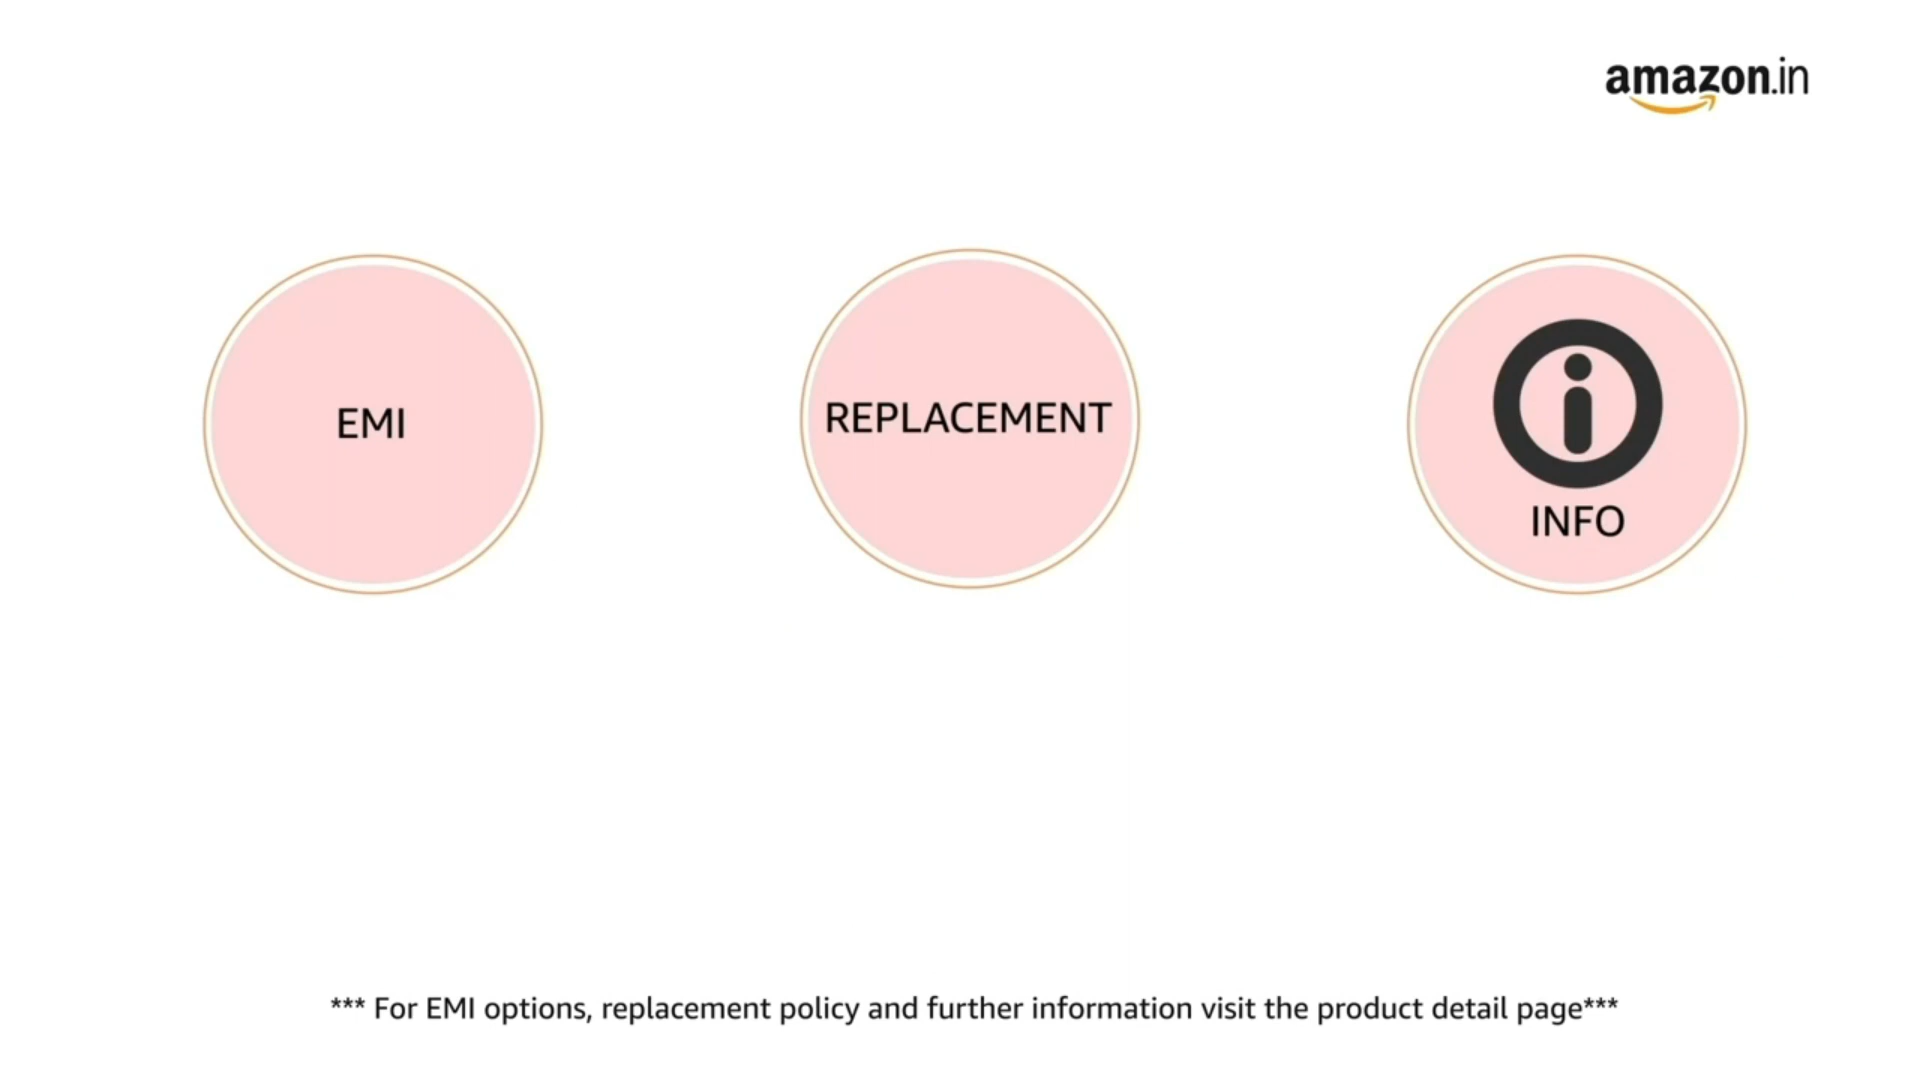 amazon.in
EMI
REPLACEMENT
INFO
*** For EMI options, replacement policy and further information visit the product detail page***